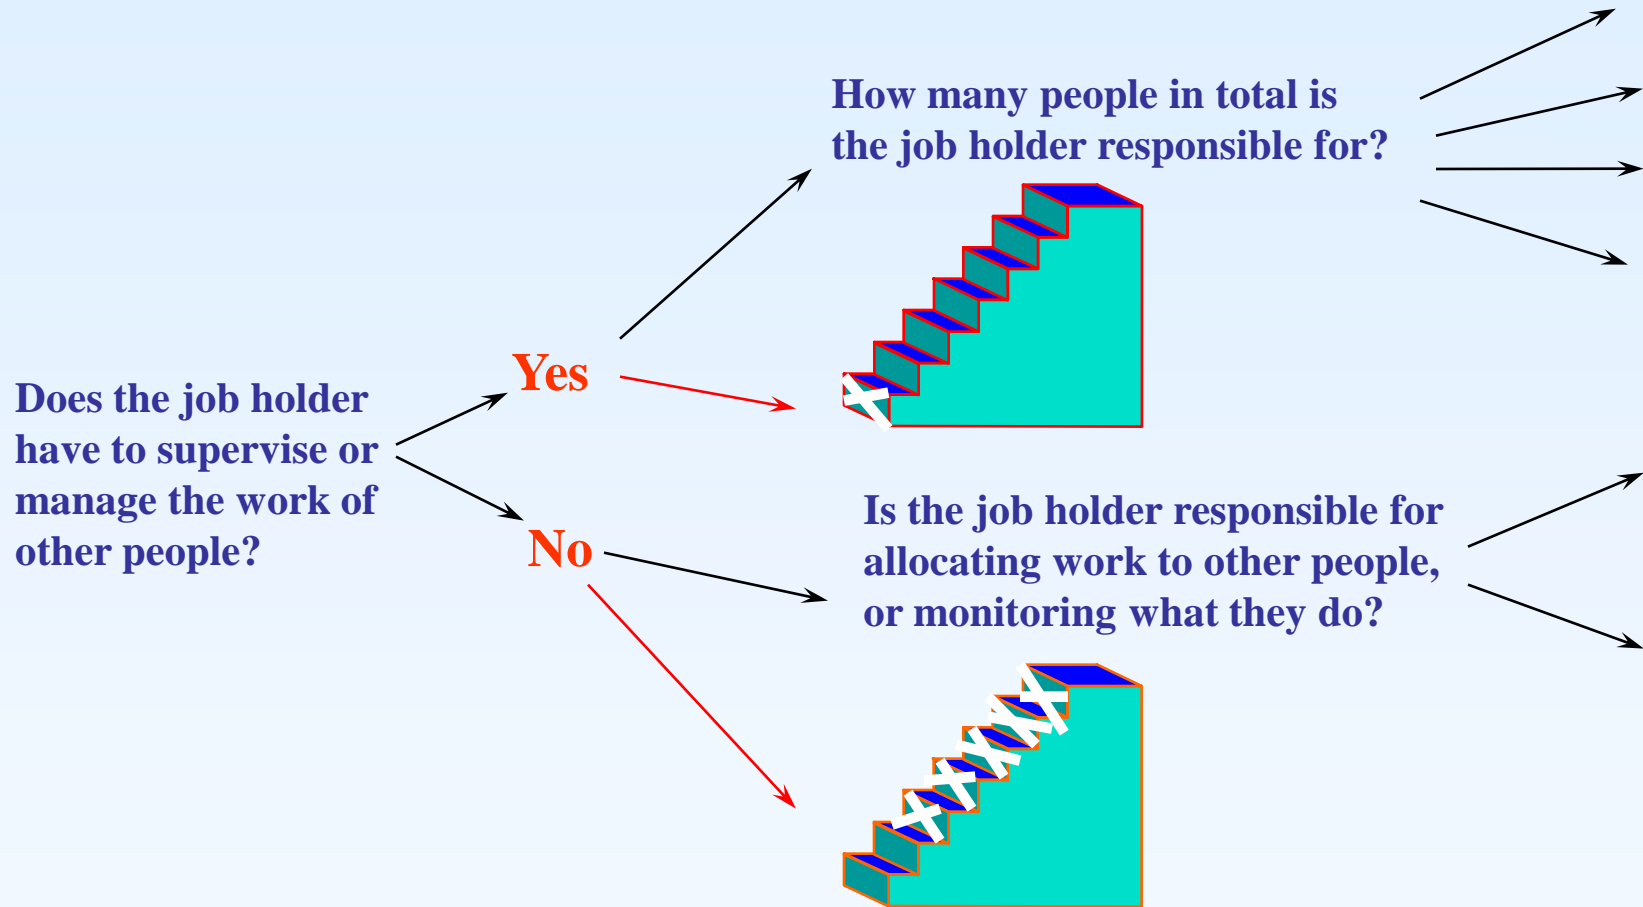 Does the job holder
have to supervise or
manage the work of
other people?
Yes
No
How many people in total is
the job holder responsible for?
Is the job holder responsible for
allocating work to other people,
or monitoring what they do?